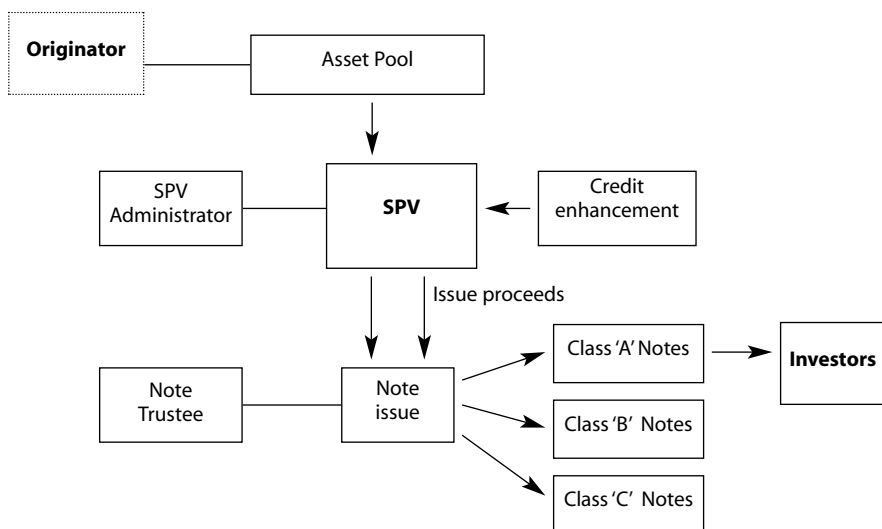 Originator
Asset Pool
SPV
Administrator
SPV
Credit
enhancement
Issue proceeds
Note
Trustee
Note
issue
Class ‘A’ Notes
Investors
Class ‘B’ Notes
Class ‘C’ Notes